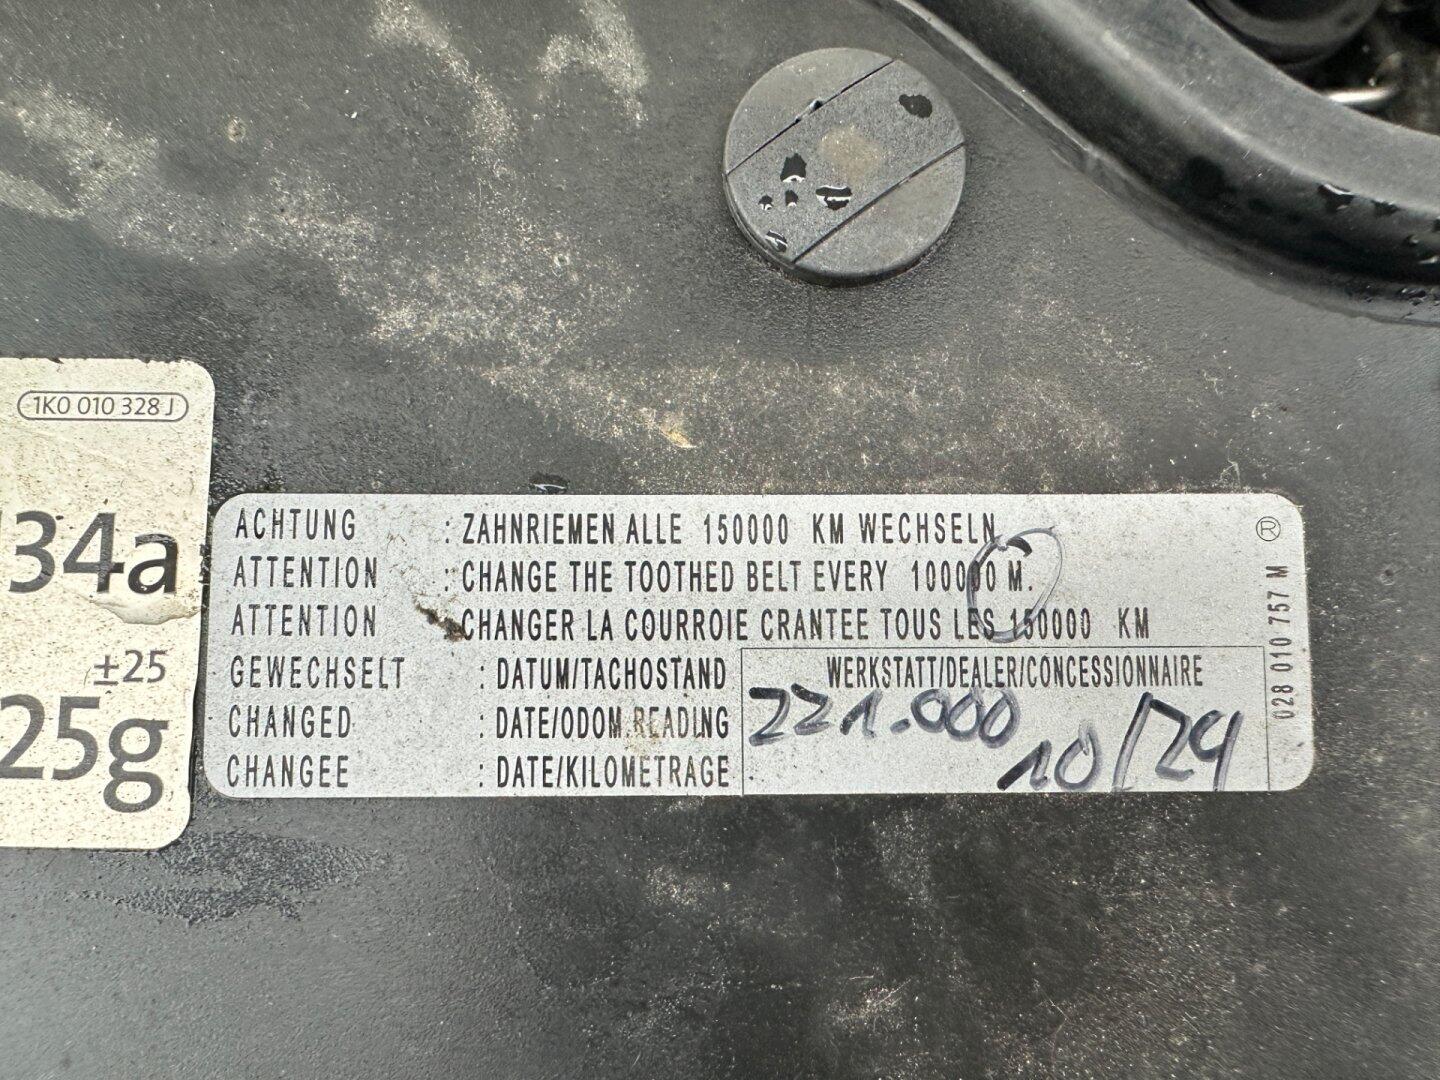 1K0 010 328 J
134a
±25
25g
ACHTUNG : ZAHNRIEMEN ALLE 150000 KM WECHSELN
ATTENTION : CHANGE THE TOOTHED BELT EVERY 100000 M.
ATTENTION : CHANGER LA COURROIE CRANTEE TOUS LES 150000 KM
GEWECHSELT : DATUM/TACHOSTAND WERKSTATT/DEALER/CONCESSIONNAIRE
CHANGED : DATE/ODOM.READING 221.000
CHANGEE : DATE/KILOMETRAGE 10/24
® 028 010 757 M